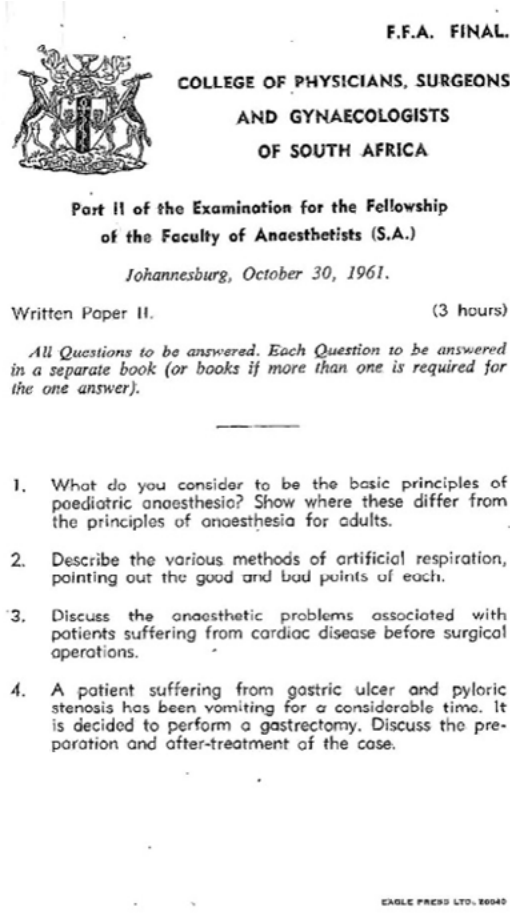 F.F.A. FINAL.
COLLEGE OF PHYSICIANS, SURGEONS
AND GYNAECOLOGISTS
OF SOUTH AFRICA
Part II of the Examination for the Fellowship
of the Faculty of Anaesthetists (S.A.)
Johannesburg, October 30, 1961.
Written Paper II. (3 hours)
All Questions to be answered. Each Question to be answered
in a separate book (or books if more than one is required for
the one answer).
1. What do you consider to be the basic principles of
paediatric anaesthesia? Show where these differ from
the principles of anaesthesia for adults.
2. Describe the various methods of artificial respiration,
pointing out the good and bad points of each.
3. Discuss the anaesthetic problems associated with
patients suffering from cardiac disease before surgical
operations.
4. A patient suffering from gastric ulcer and pyloric
stenosis has been vomiting for a considerable time. It
is decided to perform a gastrectomy. Discuss the pre-
paration and after-treatment of the case.
EAGLE PRESS LTD.